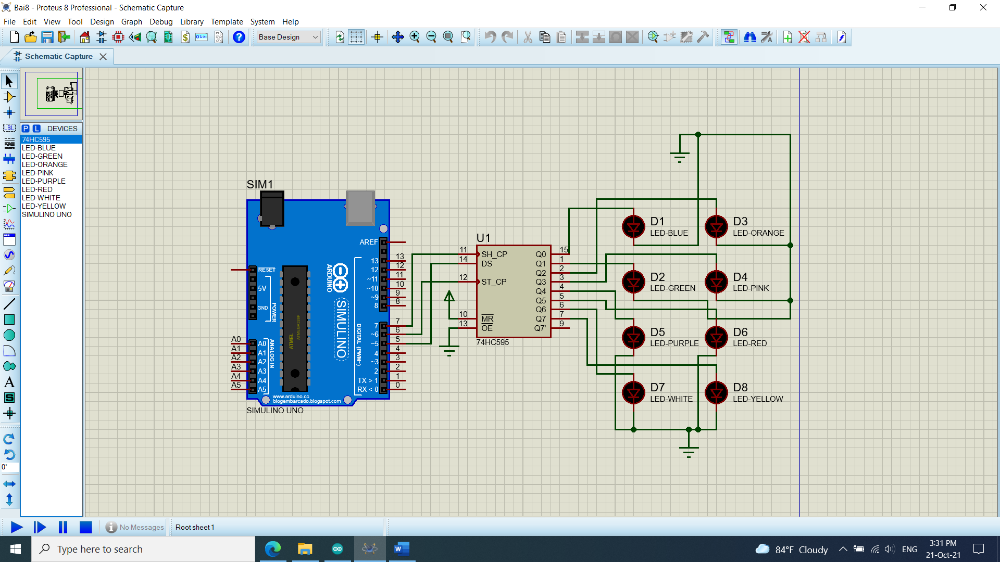 Bai8 - Proteus 8 Professional - Schematic Capture
File Edit View Tool Design Graph Debug Library Template System Help
Base Design
Schematic Capture
P L DEVICES
74HC595
LED-BLUE
LED-GREEN
LED-ORANGE
LED-PINK
LED-PURPLE
LED-RED
LED-WHITE
LED-YELLOW
SIMULINO UNO
LBL
A
S
0°
SIM1
AREF
13
12
~11
~10
~9
8
7
~6
~5
4
~3
2
TX > 1
RX < 0
13
12
11
10
9
8
7
6
5
4
3
2
1
0
RESET
5V
GND
POWER
A0
A1
A2
A3
A4
A5
A0
A1
A2
A3
A4
A5
ANALOG IN
ATMEL
ATMEGA328P
ARDUINO
SIMULINO
DIGITAL (PWM~)
www.arduino.cc
blogembarcado.blogspot.com
SIMULINO UNO
U1
11 SH_CP
14 DS
12 ST_CP
10 MR
13 OE
Q0 15
Q1 1
Q2 2
Q3 3
Q4 4
Q5 5
Q6 6
Q7 7
Q7' 9
74HC595
D1
LED-BLUE
D3
LED-ORANGE
D2
LED-GREEN
D4
LED-PINK
D5
LED-PURPLE
D6
LED-RED
D7
LED-WHITE
D8
LED-YELLOW
No Messages
Root sheet 1
Type here to search
84°F Cloudy
ENG
3:31 PM
21-Oct-21